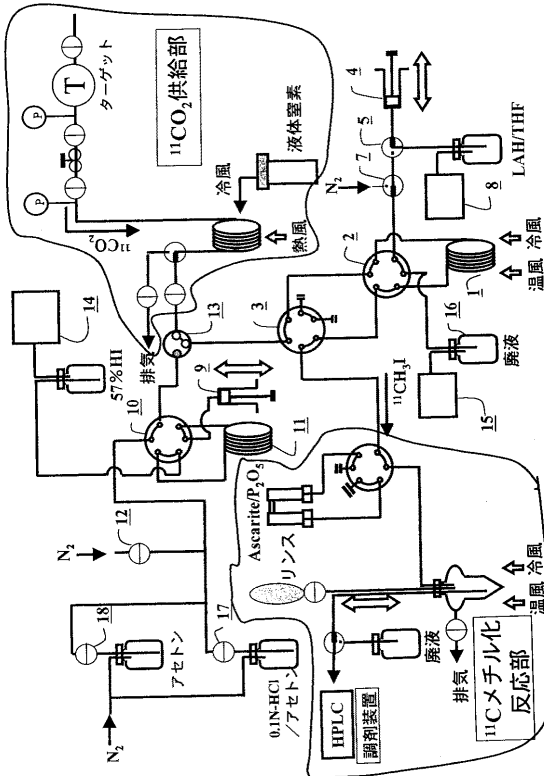 T
ターゲット
P
P
¹¹CO₂供給部
¹¹CO₂
冷風
液体窒素
熱風
4
5
7
N₂
8
LAH/THF
2
1
温風
冷風
16
廃液
15
3
13
排気
14
57%HI
10
9
11
N₂
12
18
アセトン
17
0.1N-HCl
/アセトン
N₂
¹¹CH₃I
Ascarite/P₂O₅
リンス
廃液
HPLC
調剤装置
排気
温風
冷風
¹¹Cメチル化
反応部